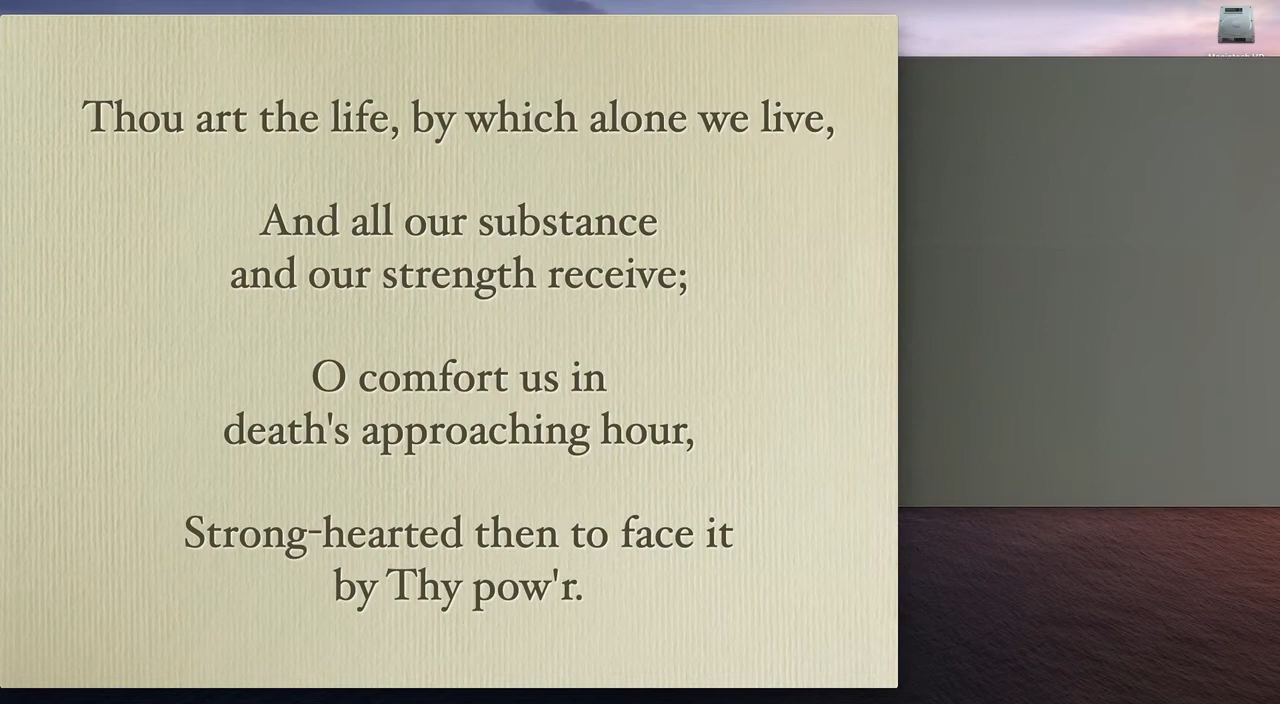 Thou art the life, by which alone we live,
And all our substance
and our strength receive;
O comfort us in
death's approaching hour,
Strong-hearted then to face it
by Thy pow'r.